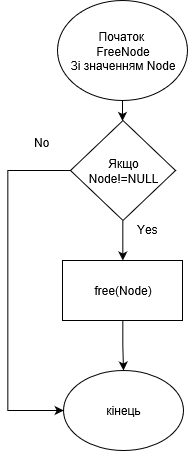 Початок
FreeNode
Зі значенням Node
No
Якщо
Node!=NULL
Yes
free(Node)
кінець